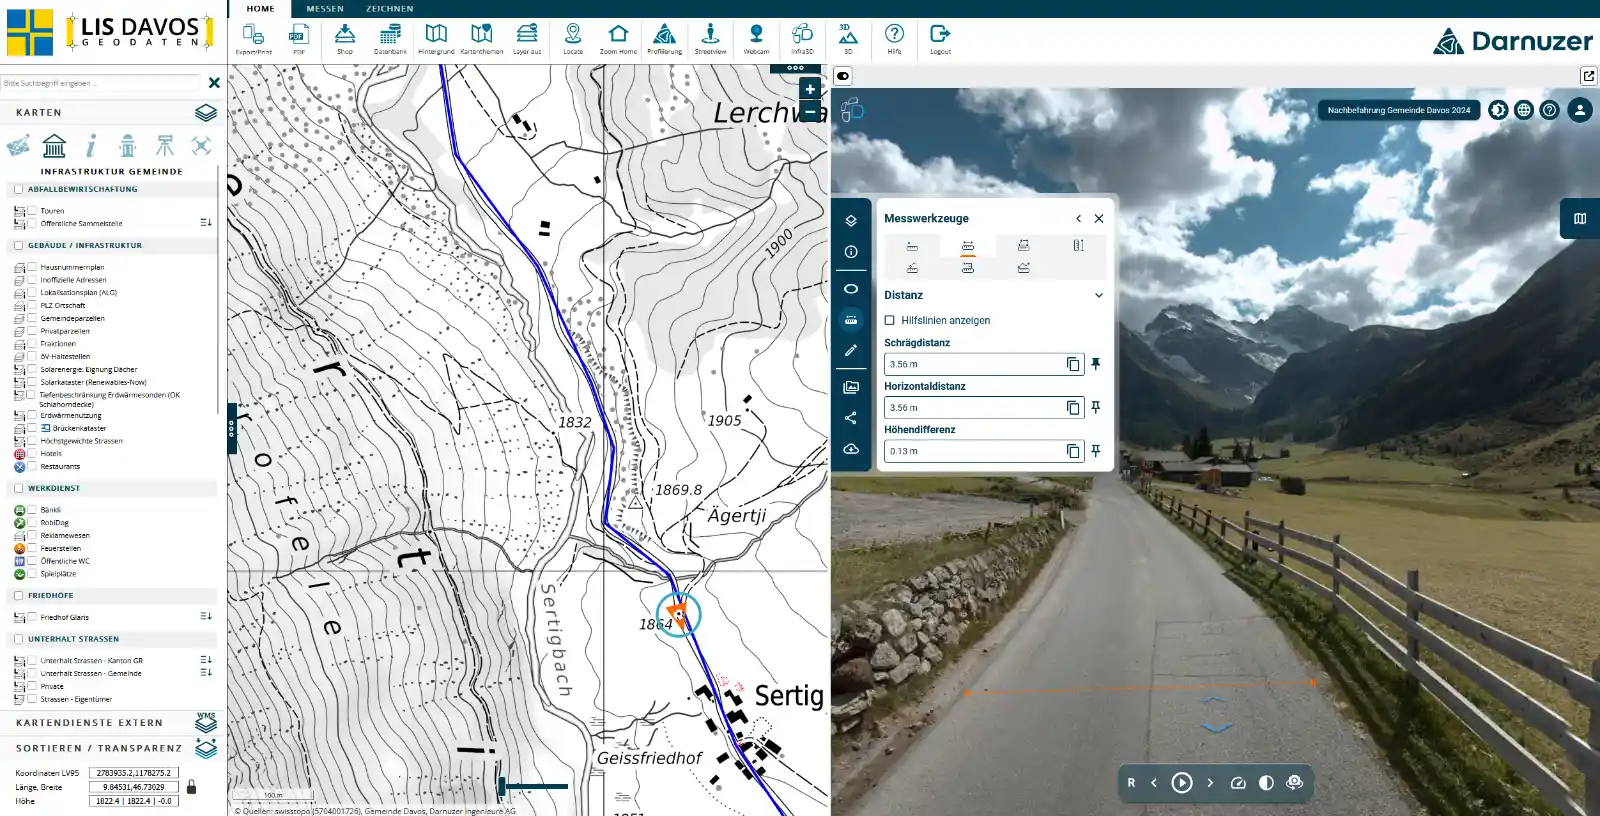 LIS DAVOS
GEODATEN
HOME
MESSEN
ZEICHNEN
Export/Print
PDF
PDF
Shop
Datenbank
Hintergrund
Kartenthemen
Layer aus
Locate
Zoom Home
Profilierung
Streetview
Webcam
Infra3D
3D
3D
Hilfe
Logout
Darnuzer
Bitte Suchbegriff eingeben ...
KARTEN
INFRASTRUKTUR GEMEINDE
ABFALLBEWIRTSCHAFTUNG
Touren
Öffentliche Sammelstelle
GEBÄUDE / INFRASTRUKTUR
Hausnummernplan
Inoffizielle Adressen
Lokalisationsplan (ALG)
PLZ Ortschaft
Gemeindeparzellen
Privatparzellen
Fraktionen
öV-Haltestellen
Solarenergie: Eignung Dächer
Solarkataster (Renewables-Now)
Tiefenbeschränkung Erdwärmesonden (OK
Schiahorndecke)
Erdwärmenutzung
Brückenkataster
Höchstgewichte Strassen
Hotels
Restaurants
WERKDIENST
Bänkli
RobiDog
Reklamewesen
Feuerstellen
Öffentliche WC
Spielplätze
FRIEDHÖFE
Friedhof Glaris
UNTERHALT STRASSEN
Unterhalt Strassen - Kanton GR
Unterhalt Strassen - Gemeinde
Private
Strassen - Eigentümer
KARTENDIENSTE EXTERN
WMS
SORTIEREN / TRANSPARENZ
Koordinaten LV95
2783935.2,1178275.2
Länge, Breite
9.84531,46.73029
Höhe
1822.4 | 1822.4 | -0.0
Lerchwa
1900
1832
1905
1869.8
Ägertji
1864
Sertigbach
Sertig
Geissfriedhof
r
t
i
r
o
f
e
l
l
e
100 m
© Quellen: swisstopo (5704001726), Gemeinde Davos, Darnuzer Ingenieure AG
Nachbefahrung Gemeinde Davos 2024
Messwerkzeuge
Distanz
Hilfslinien anzeigen
Schrägdistanz
3.56 m
Horizontaldistanz
3.56 m
Höhendifferenz
0.13 m
R